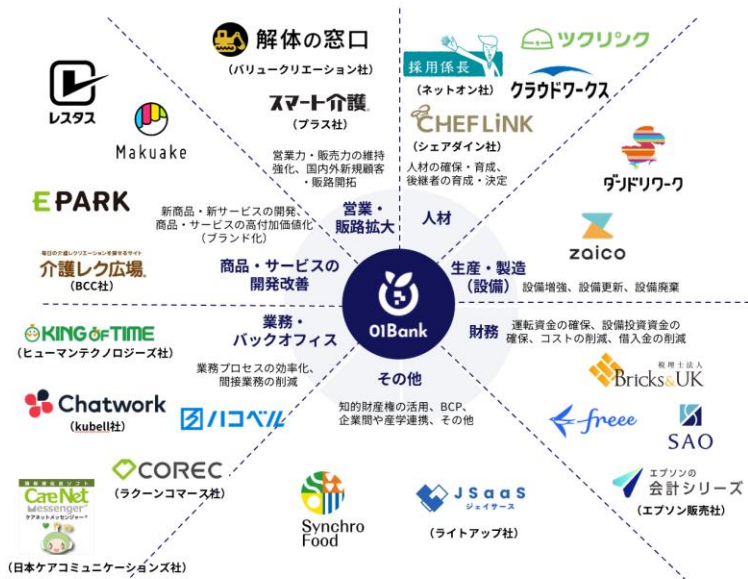 解体の窓口
(バリュークリエーション社)
スマート介護
(プラス社)
営業力・販売力の維持
強化、国内外新規顧客
・販路開拓
営業・
販路拡大
採用係長
(ネットオン社)
ツクリンク
クラウドワークス
CHEFLiNK
(シェアダイン社)
人材の確保・育成、
後継者の育成・決定
人材
レスタス
Makuake
EPARK
毎日の介護レクリエーションを探せるサイト
介護レク広場
(BCC社)
新商品・新サービスの開発、
商品・サービスの高付加価値化
(ブランド化)
商品・サービスの
開発改善
ダンドリワーク
zaico
生産・製造
(設備)
設備増強、設備更新、設備廃棄
01Bank
KING OF TIME
(ヒューマンテクノロジーズ社)
Chatwork
(kubell社)
ハコベル
COREC
(ラクーンコマース社)
CareNet
Messenger
ケアネットメッセンジャー
(日本ケアコミュニケーションズ社)
業務・
バックオフィス
業務プロセスの効率化、
間接業務の削減
財務
運転資金の確保、設備投資資金の
確保、コストの削減、借入金の削減
税理士法人
Bricks&UK
freee
SAO
エプソンの
会計シリーズ
(エプソン販売社)
その他
知的財産権の活用、BCP、
企業間や産学連携、その他
Synchro
Food
JSaaS
ジェイサース
(ライトアップ社)